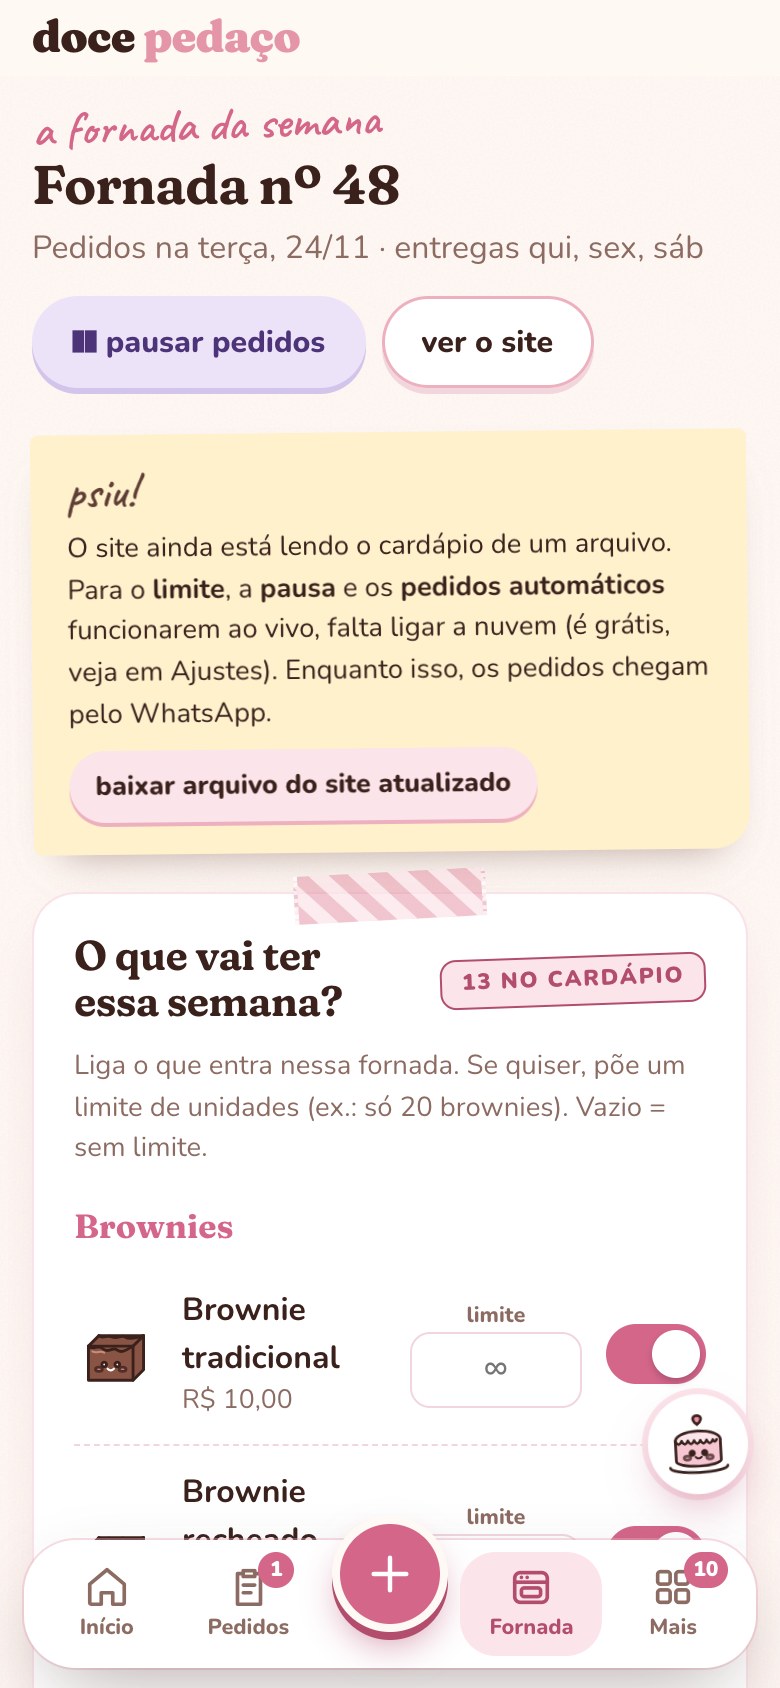 doce pedaço
a fornada da semana
Fornada nº 48
Pedidos na terça, 24/11 · entregas qui, sex, sáb
pausar pedidos
ver o site
psiu!
O site ainda está lendo o cardápio de um arquivo.
Para o limite, a pausa e os pedidos automáticos
funcionarem ao vivo, falta ligar a nuvem (é grátis,
veja em Ajustes). Enquanto isso, os pedidos chegam
pelo WhatsApp.
baixar arquivo do site atualizado
O que vai ter
essa semana?
13 NO CARDÁPIO
Liga o que entra nessa fornada. Se quiser, põe um
limite de unidades (ex.: só 20 brownies). Vazio =
sem limite.
Brownies
Brownie
tradicional
R$ 10,00
limite
∞
Brownie
recheado
limite
Início
Pedidos
1
+
Fornada
Mais
10